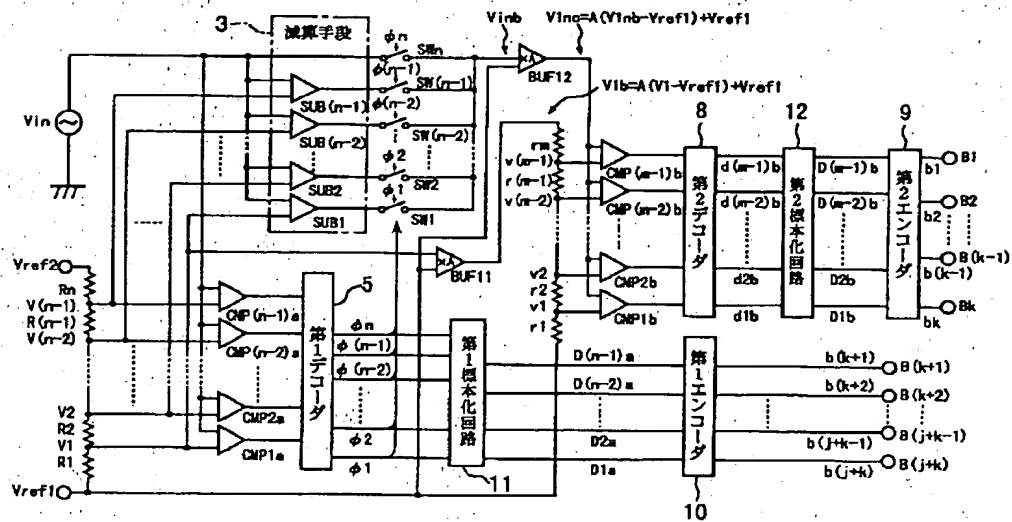 3
減算手段
φn
SWn
φ(n-1)
SW(n-1)
φ(n-2)
SW(n-2)
φ2
SW2
φ1
SW1
SUB(n-1)
SUB(n-2)
SUB2
SUB1
Vin
Vinb
Vinc=A(Vinb-Vref1)+Vref1
×A
BUF12
V1b=A(V1-Vref1)+Vref1
×A
BUF11
rm
v(m-1)
r(m-1)
v(m-2)
v2
r2
v1
r1
CMP(m-1)b
CMP(m-2)b
CMP2b
CMP1b
8
第2デコーダ
d(m-1)b
d(m-2)b
d2b
d1b
12
第2標本化回路
D(m-1)b
D(m-2)b
D2b
D1b
9
第2エンコーダ
b1
B1
b2
B2
b(k-1)
B(k-1)
bk
Bk
Vref2
Rn
V(n-1)
R(n-1)
V(n-2)
V2
R2
V1
R1
Vref1
CMP(n-1)a
CMP(n-2)a
CMP2a
CMP1a
5
第1デコーダ
φn
φ(n-1)
φ(n-2)
φ2
φ1
第1標本化回路
11
D(n-1)a
D(n-2)a
D2a
D1a
第1エンコーダ
10
b(k+1)
B(k+1)
b(k+2)
B(k+2)
b(j+k-1)
B(j+k-1)
b(j+k)
B(j+k)